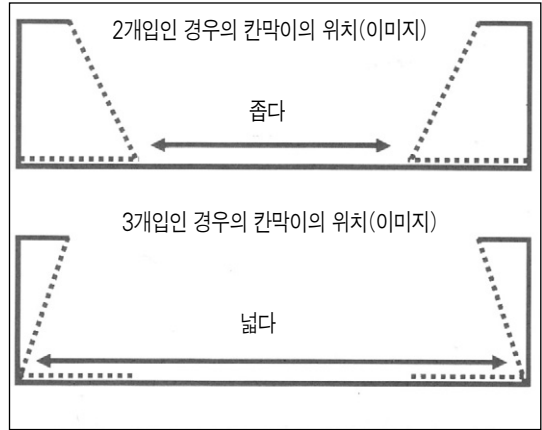 2개입인 경우의 칸막이의 위치(이미지)
좁다
3개입인 경우의 칸막이의 위치(이미지)
넓다